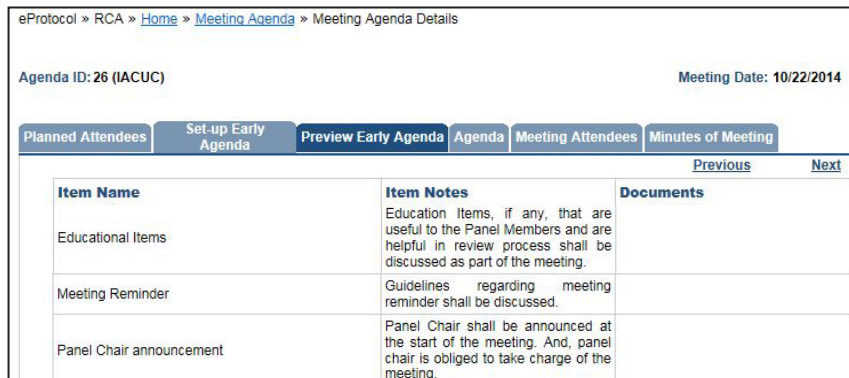 eProtocol » RCA » Home » Meeting Agenda » Meeting Agenda Details
Agenda ID: 26 (IACUC) Meeting Date: 10/22/2014
Planned Attendees Set-up Early Agenda Preview Early Agenda Agenda Meeting Attendees Minutes of Meeting
Previous Next
Item Name Item Notes Documents
Educational Items
Education Items, if any, that are
useful to the Panel Members and are
helpful in review process shall be
discussed as part of the meeting.
Meeting Reminder
Guidelines regarding meeting
reminder shall be discussed.
Panel Chair announcement
Panel Chair shall be announced at
the start of the meeting. And, panel
chair is obliged to take charge of the
meeting.